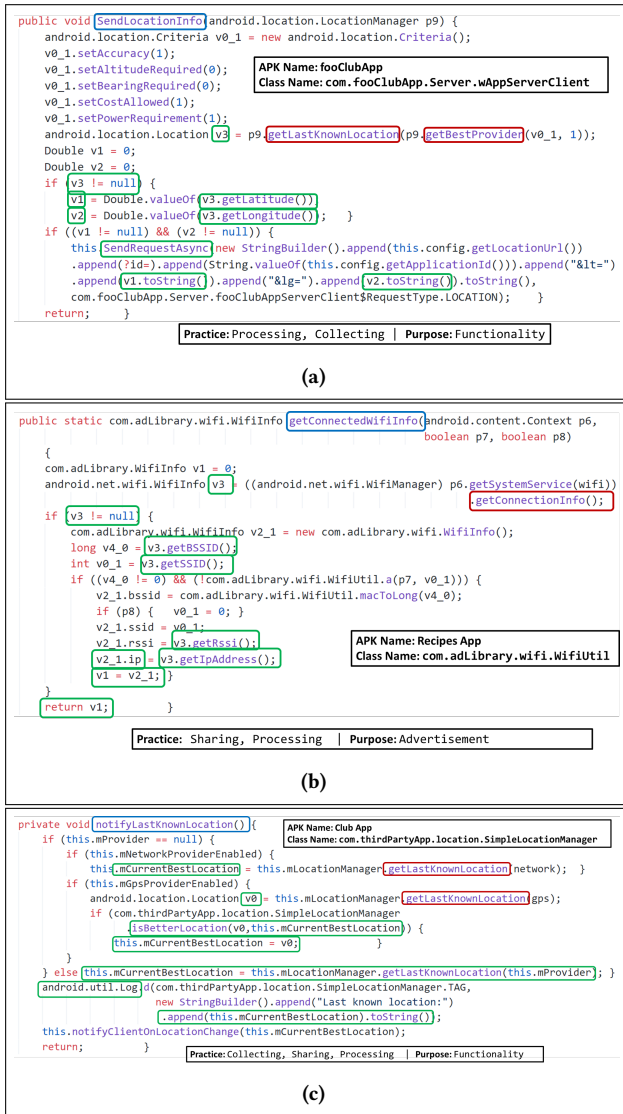 public void SendLocationInfo(android.location.LocationManager p9) {
android.location.Criteria v0_1 = new android.location.Criteria();
v0_1.setAccuracy(1);
v0_1.setAltitudeRequired(0);
v0_1.setBearingRequired(0);
v0_1.setCostAllowed(1);
v0_1.setPowerRequirement(1);
APK Name: fooClubApp
Class Name: com.fooClubApp.Server.wAppServerClient
android.location.Location v3 = p9.getLastKnownLocation(p9.getBestProvider(v0_1, 1));
Double v1 = 0;
Double v2 = 0;
if (v3 != null) {
v1 = Double.valueOf(v3.getLatitude())
v2 = Double.valueOf(v3.getLongitude(); }
if ((v1 != null) && (v2 != null)) {
this.SendRequestAsync(new StringBuilder().append(this.config.getLocationUrl())
.append(?id=).append(String.valueOf(this.config.getApplicationId())).append("&lt=")
.append(v1.toString()).append("&lg=").append(v2.toString()).toString(),
com.fooClubApp.Server.fooClubAppServerClient$RequestType.LOCATION); }
return; }
Practice: Processing, Collecting | Purpose: Functionality
(a)
public static com.adLibrary.wifi.WifiInfo getConnectedWifiInfo(android.content.Context p6,
boolean p7, boolean p8)
{
com.adLibrary.WifiInfo v1 = 0;
android.net.wifi.WifiInfo v3 = ((android.net.wifi.WifiManager) p6.getSystemService(wifi))
.getConnectionInfo();
if (v3 != null) {
com.adLibrary.wifi.WifiInfo v2_1 = new com.adLibrary.wifi.WifiInfo();
long v4_0 = v3.getBSSID();
int v0_1 = v3.getSSID();
if ((v4_0 != 0) && (!com.adLibrary.wifi.WifiUtil.a(p7, v0_1))) {
v2_1.bssid = com.adLibrary.wifi.WifiUtil.macToLong(v4_0);
if (p8) { v0_1 = 0; }
v2_1.ssid = v0_1;
v2_1.rssi = v3.getRssi();
v2_1.ip = v3.getIpAddress();
v1 = v2_1; }
}
return v1; }
APK Name: Recipes App
Class Name: com.adLibrary.wifi.WifiUtil
Practice: Sharing, Processing | Purpose: Advertisement
(b)
private void notifyLastKnownLocation() {
APK Name: Club App
Class Name: com.thirdPartyApp.location.SimpleLocationManager
if (this.mProvider == null) {
if (this.mNetworkProviderEnabled) {
this.mCurrentBestLocation = this.mLocationManager.getLastKnownLocation(network); }
if (this.mGpsProviderEnabled) {
android.location.Location v0 = this.mLocationManager.getLastKnownLocation(gps);
if (com.thirdPartyApp.location.SimpleLocationManager
.isBetterLocation(v0,this.mCurrentBestLocation)) {
this.mCurrentBestLocation = v0; }
}
} else this.mCurrentBestLocation = this.mLocationManager.getLastKnownLocation(this.mProvider); }
android.util.Log.d(com.thirdPartyApp.location.SimpleLocationManager.TAG,
new StringBuilder().append("Last known location:")
.append(this.mCurrentBestLocation).toString());
this.notifyClientOnLocationChange(this.mCurrentBestLocation);
return; }
Practice: Collecting, Sharing, Processing | Purpose: Functionality
(c)